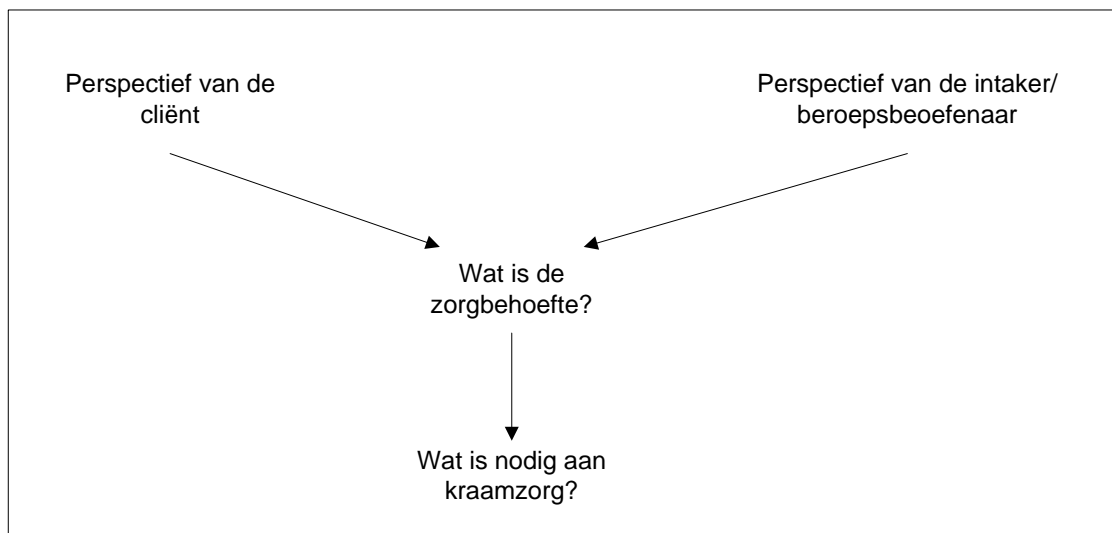 Perspectief van de
cliënt
Perspectief van de intaker/
beroepsbeoefenaar
Wat is de
zorgbehoefte?
Wat is nodig aan
kraamzorg?